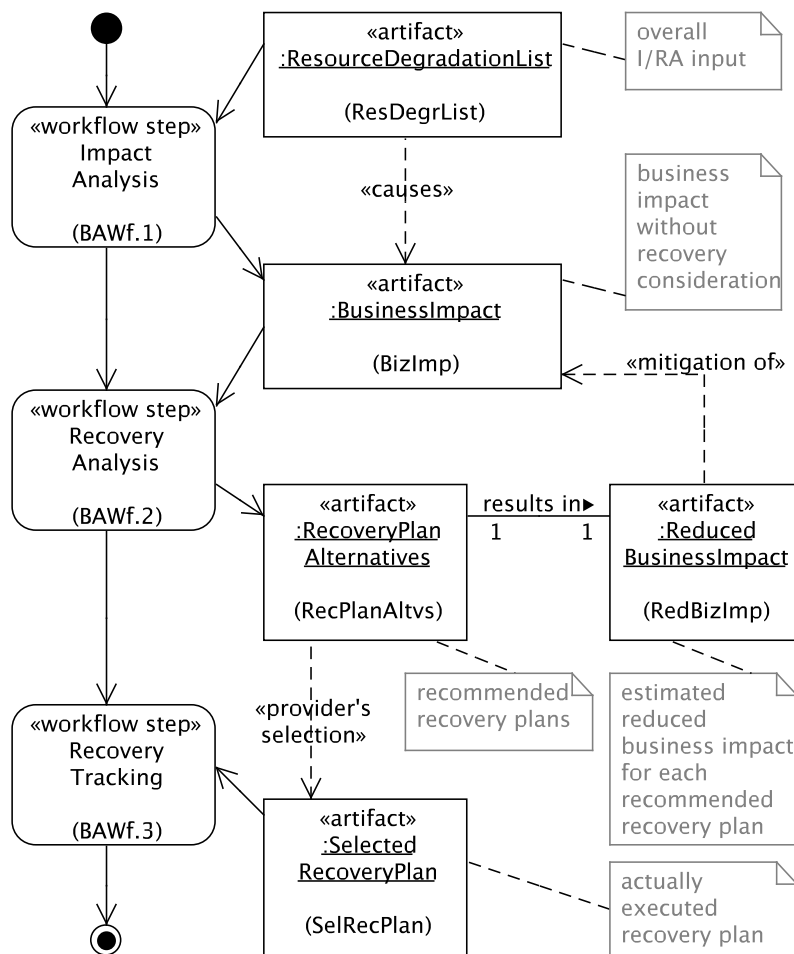 «artifact»
:ResourceDegradationList
(ResDegrList)
overall
I/RA input
«workflow step»
Impact
Analysis
(BAWf.1)
«causes»
business
impact
without
recovery
consideration
«artifact»
:BusinessImpact
(BizImp)
«mitigation of»
«workflow step»
Recovery
Analysis
(BAWf.2)
«artifact»
:RecoveryPlan
Alternatives
(RecPlanAltvs)
results in▶
1 1
«artifact»
:Reduced
BusinessImpact
(RedBizImp)
«provider's
selection»
recommended
recovery plans
estimated
reduced
business impact
for each
recommended
recovery plan
«workflow step»
Recovery
Tracking
(BAWf.3)
«artifact»
:Selected
RecoveryPlan
(SelRecPlan)
actually
executed
recovery plan